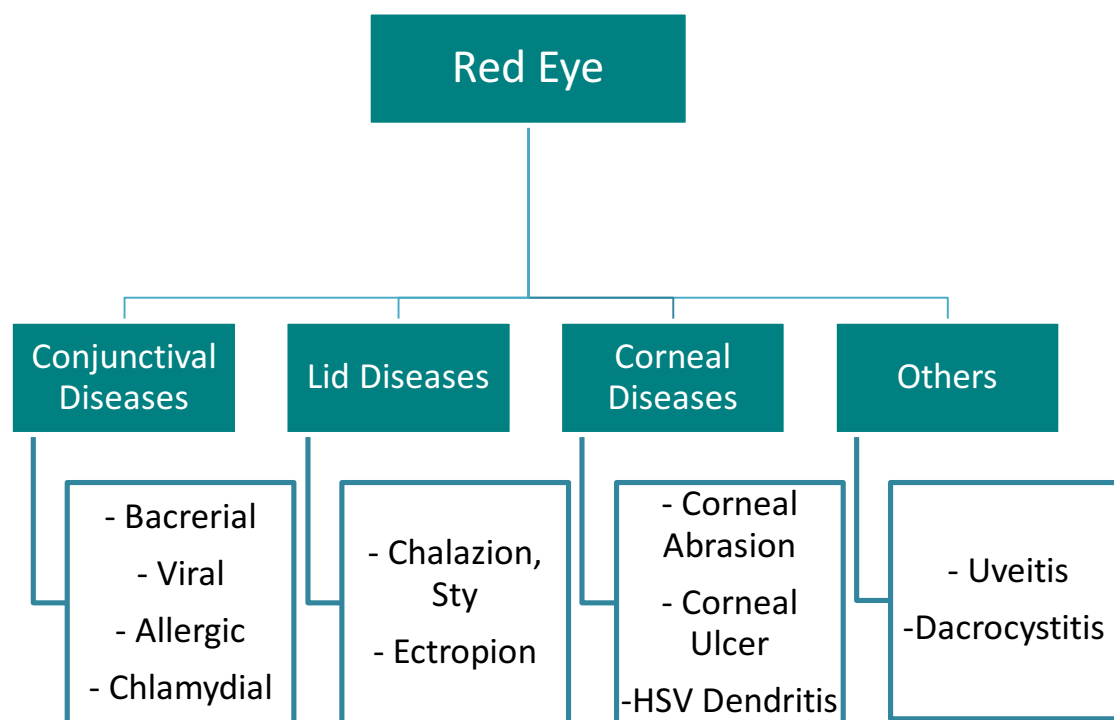 Red Eye
Conjunctival
Diseases
Lid Diseases
Corneal
Diseases
Others
- Bacrerial
- Viral
- Allergic
- Chlamydial
- Chalazion,
Sty
- Ectropion
- Corneal
Abrasion
- Corneal
Ulcer
-HSV Dendritis
- Uveitis
-Dacrocystitis